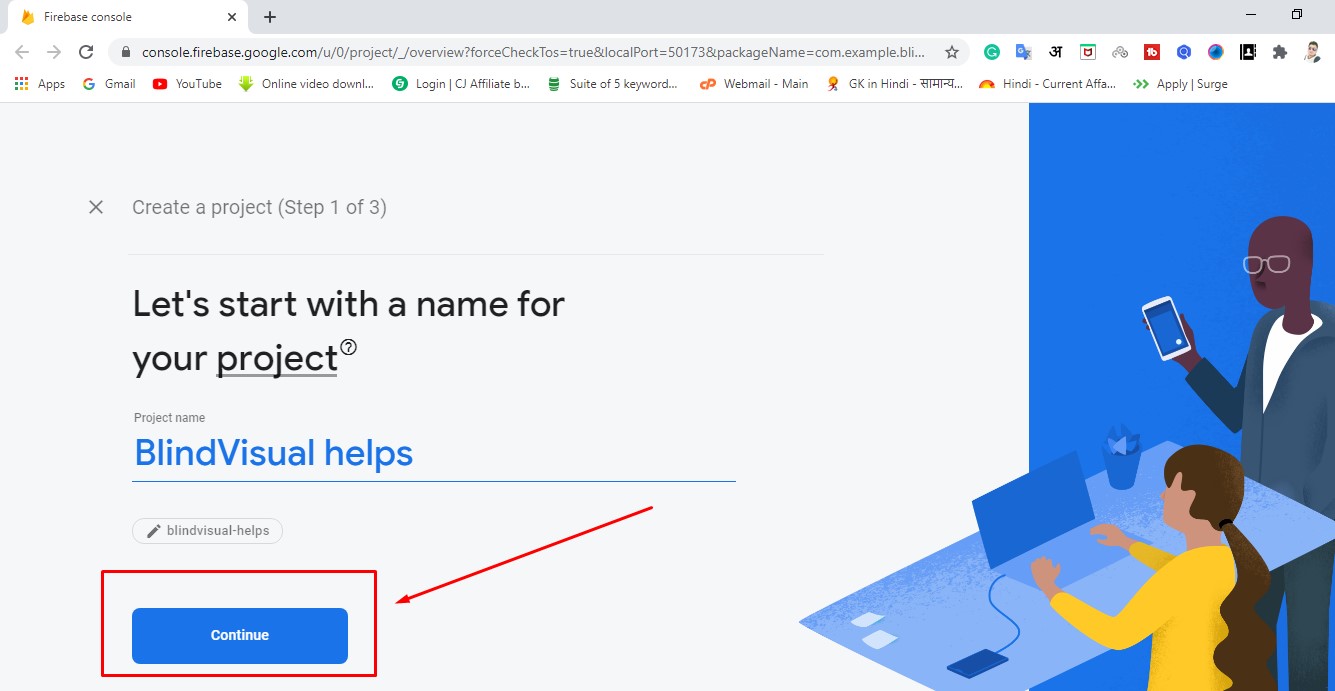 Firebase console
console.firebase.google.com/u/0/project/_/overview?forceCheckTos=true&localPort=50173&packageName=com.example.bli...
Apps Gmail YouTube Online video downl... Login | CJ Affiliate b... Suite of 5 keyword... Webmail - Main GK in Hindi - सामान्य... Hindi - Current Affa... Apply | Surge
Create a project (Step 1 of 3)
Let's start with a name for
your project
Project name
BlindVisual helps
blindvisual-helps
Continue